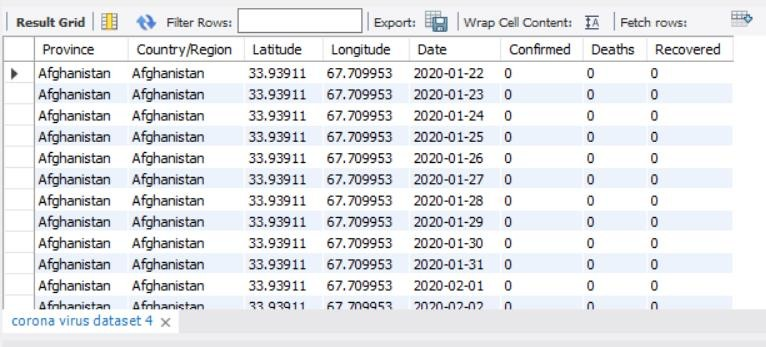 Result Grid Filter Rows: Export: Wrap Cell Content: Fetch rows:
Province Country/Region Latitude Longitude Date Confirmed Deaths Recovered
Afghanistan Afghanistan 33.93911 67.709953 2020-01-22 0 0 0
Afghanistan Afghanistan 33.93911 67.709953 2020-01-23 0 0 0
Afghanistan Afghanistan 33.93911 67.709953 2020-01-24 0 0 0
Afghanistan Afghanistan 33.93911 67.709953 2020-01-25 0 0 0
Afghanistan Afghanistan 33.93911 67.709953 2020-01-26 0 0 0
Afghanistan Afghanistan 33.93911 67.709953 2020-01-27 0 0 0
Afghanistan Afghanistan 33.93911 67.709953 2020-01-28 0 0 0
Afghanistan Afghanistan 33.93911 67.709953 2020-01-29 0 0 0
Afghanistan Afghanistan 33.93911 67.709953 2020-01-30 0 0 0
Afghanistan Afghanistan 33.93911 67.709953 2020-01-31 0 0 0
Afghanistan Afghanistan 33.93911 67.709953 2020-02-01 0 0 0
Afghanistan Afghanistan 33.93911 67.709953 2020-02-02 0 0 0
corona virus dataset 4